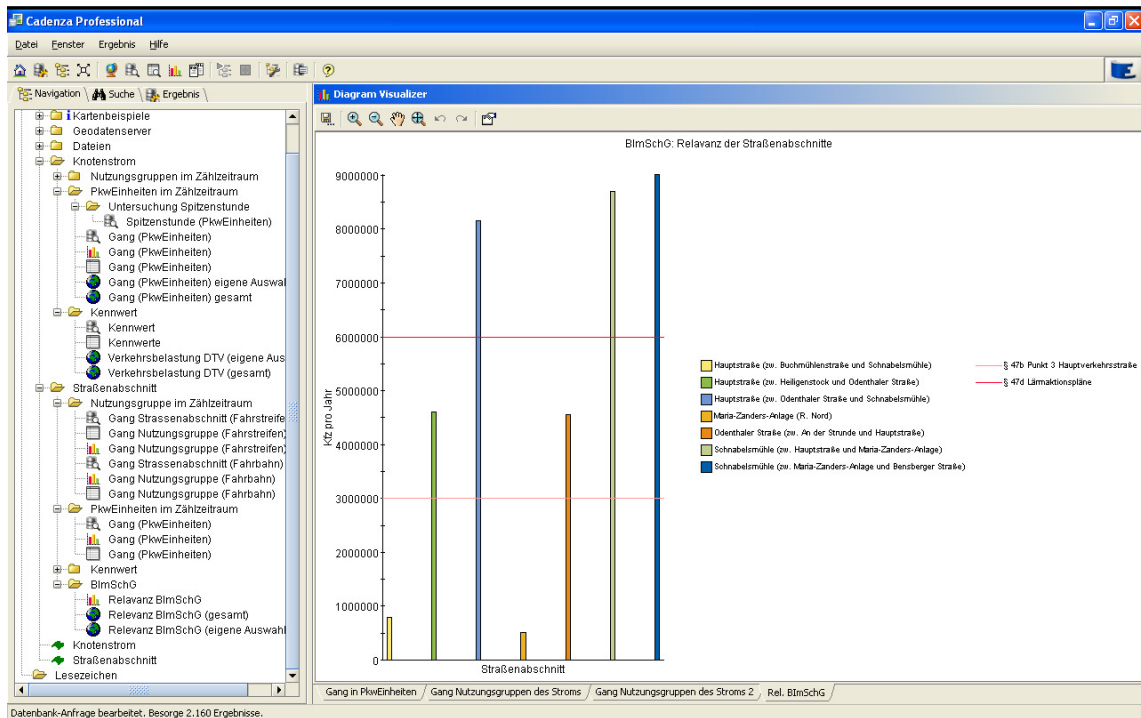 Cadenza Professional
Datei Fenster Ergebnis Hilfe
Navigation Suche Ergebnis
Kartenbeispiele
Geodatenserver
Dateien
Knotenstrom
Nutzungsgruppen im Zählzeitraum
PkwEinheiten im Zählzeitraum
Untersuchung Spitzenstunde
Spitzenstunde (PkwEinheiten)
Gang (PkwEinheiten)
Gang (PkwEinheiten)
Gang (PkwEinheiten)
Gang (PkwEinheiten) eigene Auswal
Gang (PkwEinheiten) gesamt
Kennwert
Kennwert
Kennwerte
Verkehrsbelastung DTV (eigene Aus
Verkehrsbelastung DTV (gesamt)
Straßenabschnitt
Nutzungsgruppe im Zählzeitraum
Gang Strassenabschnitt (Fahrstreife
Gang Nutzungsgruppe (Fahrstreifen)
Gang Nutzungsgruppe (Fahrstreifen)
Gang Strassenabschnitt (Fahrbahn)
Gang Nutzungsgruppe (Fahrbahn)
Gang Nutzungsgruppe (Fahrbahn)
PkwEinheiten im Zählzeitraum
Gang (PkwEinheiten)
Gang (PkwEinheiten)
Gang (PkwEinheiten)
Kennwert
BImSchG
Relavanz BImSchG
Relevanz BImSchG (gesamt)
Relevanz BImSchG (eigene Auswahl
Knotenstrom
Straßenabschnitt
Lesezeichen
Diagram Visualizer
BImSchG: Relavanz der Straßenabschnitte
9000000
8000000
7000000
6000000
5000000
4000000
3000000
2000000
1000000
0
Kfz pro Jahr
Straßenabschnitt
Hauptstraße (zw. Buchmühlenstraße und Schnabelsmühle)
Hauptstraße (zw. Heiligenstock und Odenthaler Straße)
Hauptstraße (zw. Odenthaler Straße und Schnabelsmühle)
Maria-Zanders-Anlage (R. Nord)
Odenthaler Straße (zw. An der Strunde und Hauptstraße)
Schnabelsmühle (zw. Hauptstraße und Maria-Zanders-Anlage)
Schnabelsmühle (zw. Maria-Zanders-Anlage und Bensberger Straße)
§ 47b Punkt 3 Hauptverkehrsstraße
§ 47d Lärmaktionspläne
Gang in PkwEinheiten Gang Nutzungsgruppen des Stroms Gang Nutzungsgruppen des Stroms 2 Rel. BImSchG
Datenbank-Anfrage bearbeitet. Besorge 2.160 Ergebnisse.